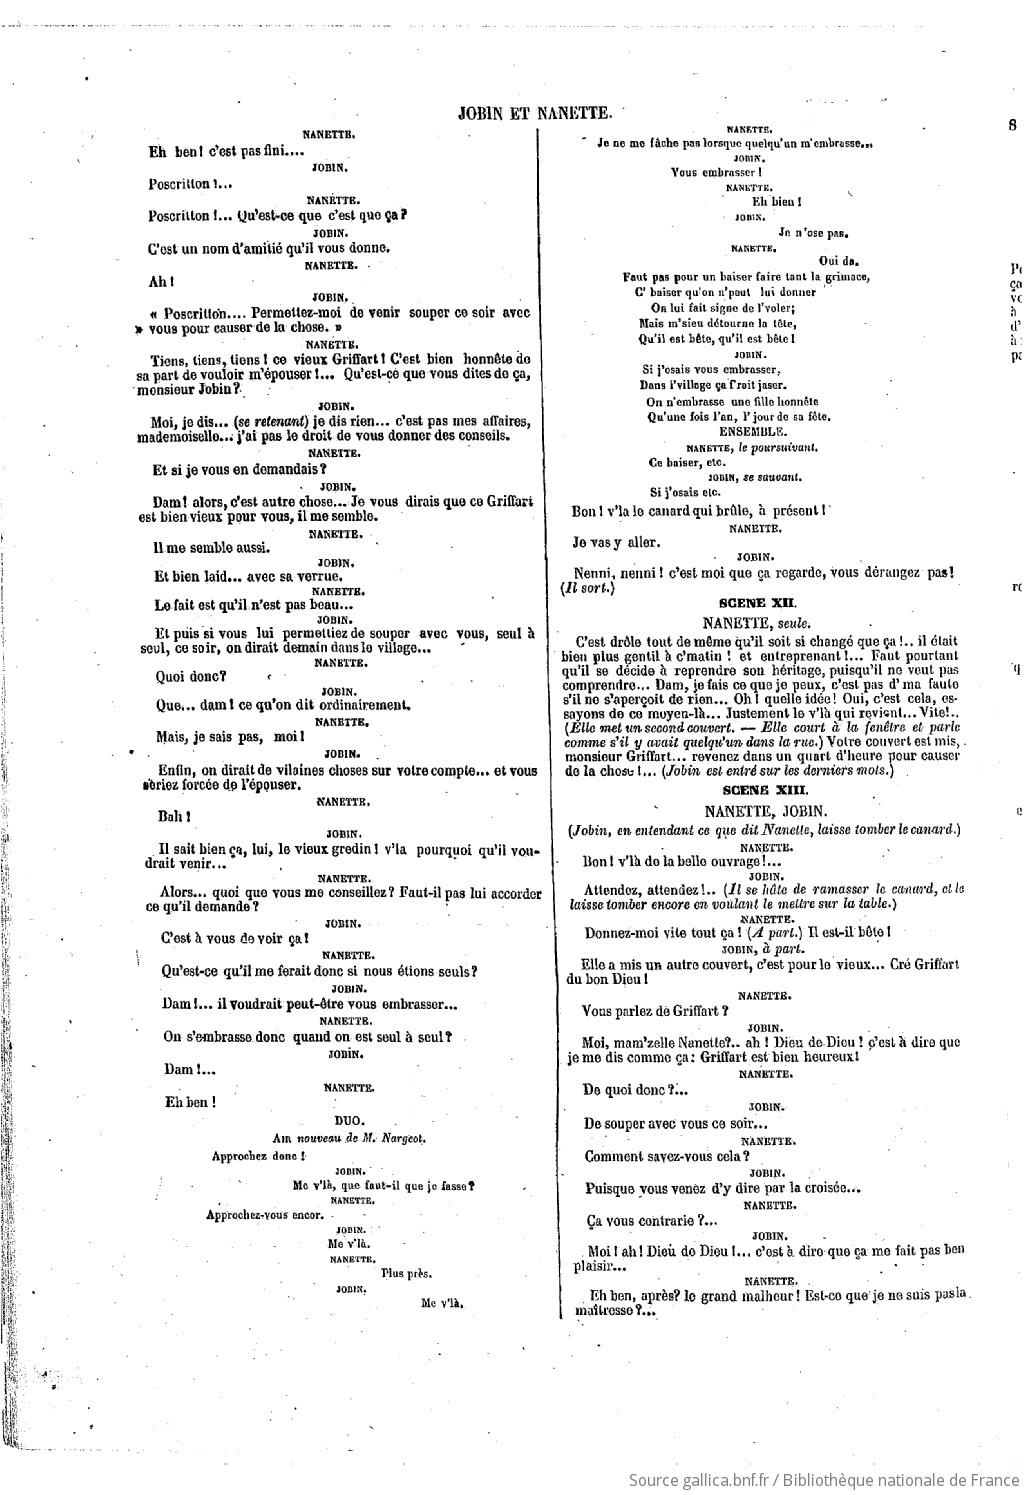 JOBIN ET NANETTE.
NANETTE.
Eh ben! c'est pas fini....
JOBIN.
Poscritton!...
NANETTE.
Poscritton!... Qu'est-ce que c'est que ça?
JOBIN.
C'est un nom d'amitié qu'il vous donne.
NANETTE.
Ah!
JOBIN.
« Poscritton.... Permettez-moi de venir souper ce soir avec
» vous pour causer de la chose. »
NANETTE.
Tiens, tiens, tiens! ce vieux Griffart! C'est bien honnête de
sa part de vouloir m'épouser!... Qu'est-ce que vous dites de ça,
monsieur Jobin?
JOBIN.
Moi, je dis... (se retenant) je dis rien... c'est pas mes affaires,
mademoiselle... j'ai pas le droit de vous donner des conseils.
NANETTE.
Et si je vous en demandais?
JOBIN.
Dam! alors, c'est autre chose... Je vous dirais que ce Griffart
est bien vieux pour vous, il me semble.
NANETTE.
Il me semble aussi.
JOBIN.
Et bien laid... avec sa verrue.
NANETTE.
Le fait est qu'il n'est pas beau...
JOBIN.
Et puis si vous lui permettiez de souper avec vous, seul à
seul, ce soir, on dirait demain dans le village...
NANETTE.
Quoi donc?
JOBIN.
Que... dam! ce qu'on dit ordinairement.
NANETTE.
Mais, je sais pas, moi!
JOBIN.
Enfin, on dirait de vilaines choses sur votre compte... et vous
seriez forcée de l'épouser.
NANETTE.
Bah!
JOBIN.
Il sait bien ça, lui, le vieux gredin! v'la pourquoi qu'il vou-
drait venir...
NANETTE.
Alors... quoi que vous me conseillez? Faut-il pas lui accorder
ce qu'il demande?
JOBIN.
C'est à vous de voir ça!
NANETTE.
Qu'est-ce qu'il me ferait donc si nous étions seuls?
JOBIN.
Dam!... il voudrait peut-être vous embrasser...
NANETTE.
On s'embrasse donc quand on est seul à seul?
JOBIN.
Dam!...
NANETTE.
Eh ben!
DUO.
AIR nouveau de M. Nargeot.
Approchez donc!
JOBIN.
Me v'là, que faut-il que je fasse?
NANETTE.
Approchez-vous encor.
JOBIN.
Me v'là.
NANETTE.
Plus près.
JOBIN.
Me v'là.
NANETTE.
Je ne me fâche pas lorsque quelqu'un m'embrasse...
JOBIN.
Vous embrasser!
NANETTE.
Eh bien!
JOBIN.
Je n'ose pas.
NANETTE.
Oui da.
Faut pas pour un baiser faire tant la grimace,
C' baiser qu'on n'peut lui donner
On lui fait signe de l'voler;
Mais m'sieu détourne la tête,
Qu'il est bête, qu'il est bête!
JOBIN.
Si j'osais vous embrasser,
Dans l'village ça f'rait jaser.
On n'embrasse une fille honnête
Qu'une fois l'an, l' jour de sa fête.
ENSEMBLE.
NANETTE, le poursuivant.
Ce baiser, etc.
JOBIN, se sauvant.
Si j'osais etc.
Bon! v'la le canard qui brûle, à présent!
NANETTE.
Je vas y aller.
JOBIN.
Nenni, nenni! c'est moi que ça regarde, vous dérangez pas!
(Il sort.)
SCENE XII.
NANETTE, seule.
C'est drôle tout de même qu'il soit si changé que ça!.. il était
bien plus gentil à c'matin! et entreprenant!... Faut pourtant
qu'il se décide à reprendre son héritage, puisqu'il ne veut pas
comprendre... Dam, je fais ce que je peux, c'est pas d' ma faute
s'il ne s'aperçoit de rien... Oh! quelle idée! Oui, c'est cela, es-
sayons de ce moyen-là... Justement le v'là qui revient... Vite!..
(Elle met un second couvert. — Elle court à la fenêtre et parle
comme s'il y avait quelqu'un dans la rue.) Votre couvert est mis,
monsieur Griffart... revenez dans un quart d'heure pour causer
de la chose!... (Jobin est entré sur les derniers mots.)
SCENE XIII.
NANETTE, JOBIN.
(Jobin, en entendant ce que dit Nanette, laisse tomber le canard.)
NANETTE.
Bon! v'là de la belle ouvrage!...
JOBIN.
Attendez, attendez!.. (Il se hâte de ramasser le canard, et le
laisse tomber encore en voulant le mettre sur la table.)
NANETTE.
Donnez-moi vite tout ça! (A part.) Il est-il bête!
JOBIN, à part.
Elle a mis un autre couvert, c'est pour le vieux... Cré Griffart
du bon Dieu!
NANETTE.
Vous parlez de Griffart?
JOBIN.
Moi, mam'zelle Nanette?.. ah! Dieu de Dieu! c'est à dire que
je me dis comme ça: Griffart est bien heureux!
NANETTE.
De quoi donc?...
JOBIN.
De souper avec vous ce soir...
NANETTE.
Comment savez-vous cela?
JOBIN.
Puisque vous venez d'y dire par la croisée...
NANETTE.
Ça vous contrarie?...
JOBIN.
Moi! ah! Dieu de Dieu!... c'est à dire que ça me fait pas ben
plaisir...
NANETTE.
Eh ben, après? le grand malheur! Est-ce que je ne suis pas la
maîtresse?...
8
Source gallica.bnf.fr / Bibliothèque nationale de France